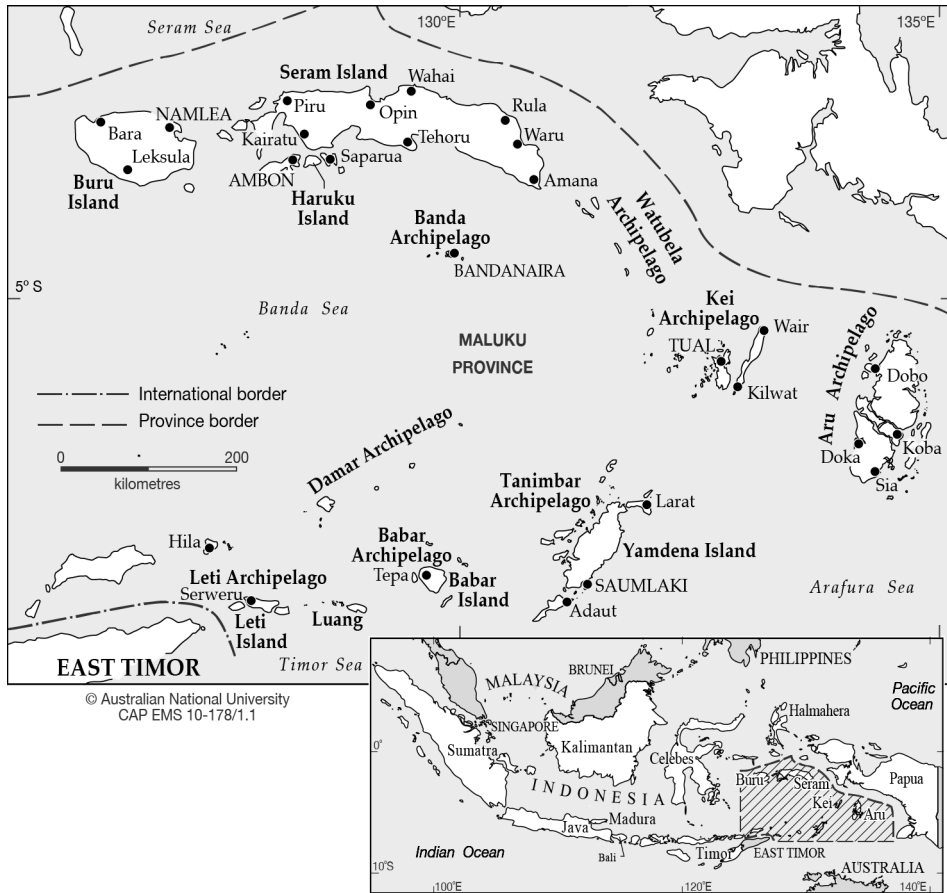 130°E
135°E
Seram Sea
Seram Island
Wahai
Piru
Opin
Rula
NAMLEA
Bara
Kairatu
Tehoru
Waru
Leksula
Saparua
AMBON
Amana
Buru
Island
Haruku
Island
Watubela
Archipelago
Banda
Archipelago
BANDANAIRA
5° S
Banda Sea
Kei
Archipelago
Wair
MALUKU
PROVINCE
TUAL
Aru Archipelago
Dobo
Kilwat
International border
Province border
Koba
Doka
0
200
kilometres
Sia
Damar Archipelago
Tanimbar
Archipelago
Larat
Hila
Babar
Archipelago
Yamdena Island
Tepa
Leti Archipelago
Babar
Island
SAUMLAKI
Arafura Sea
Serweru
Adaut
Leti
Island
Luang
EAST TIMOR
Timor Sea
© Australian National University
CAP EMS 10-178/1.1
BRUNEI
PHILIPPINES
MALAYSIA
Pacific
Ocean
SINGAPORE
Halmahera
0°
Sumatra
Kalimantan
Celebes
Buru
Seram
Papua
INDONESIA
Kei
Aru
Madura
Java
Indian Ocean
Bali
Timor
EAST TIMOR
AUSTRALIA
10°S
100°E
120°E
140°E